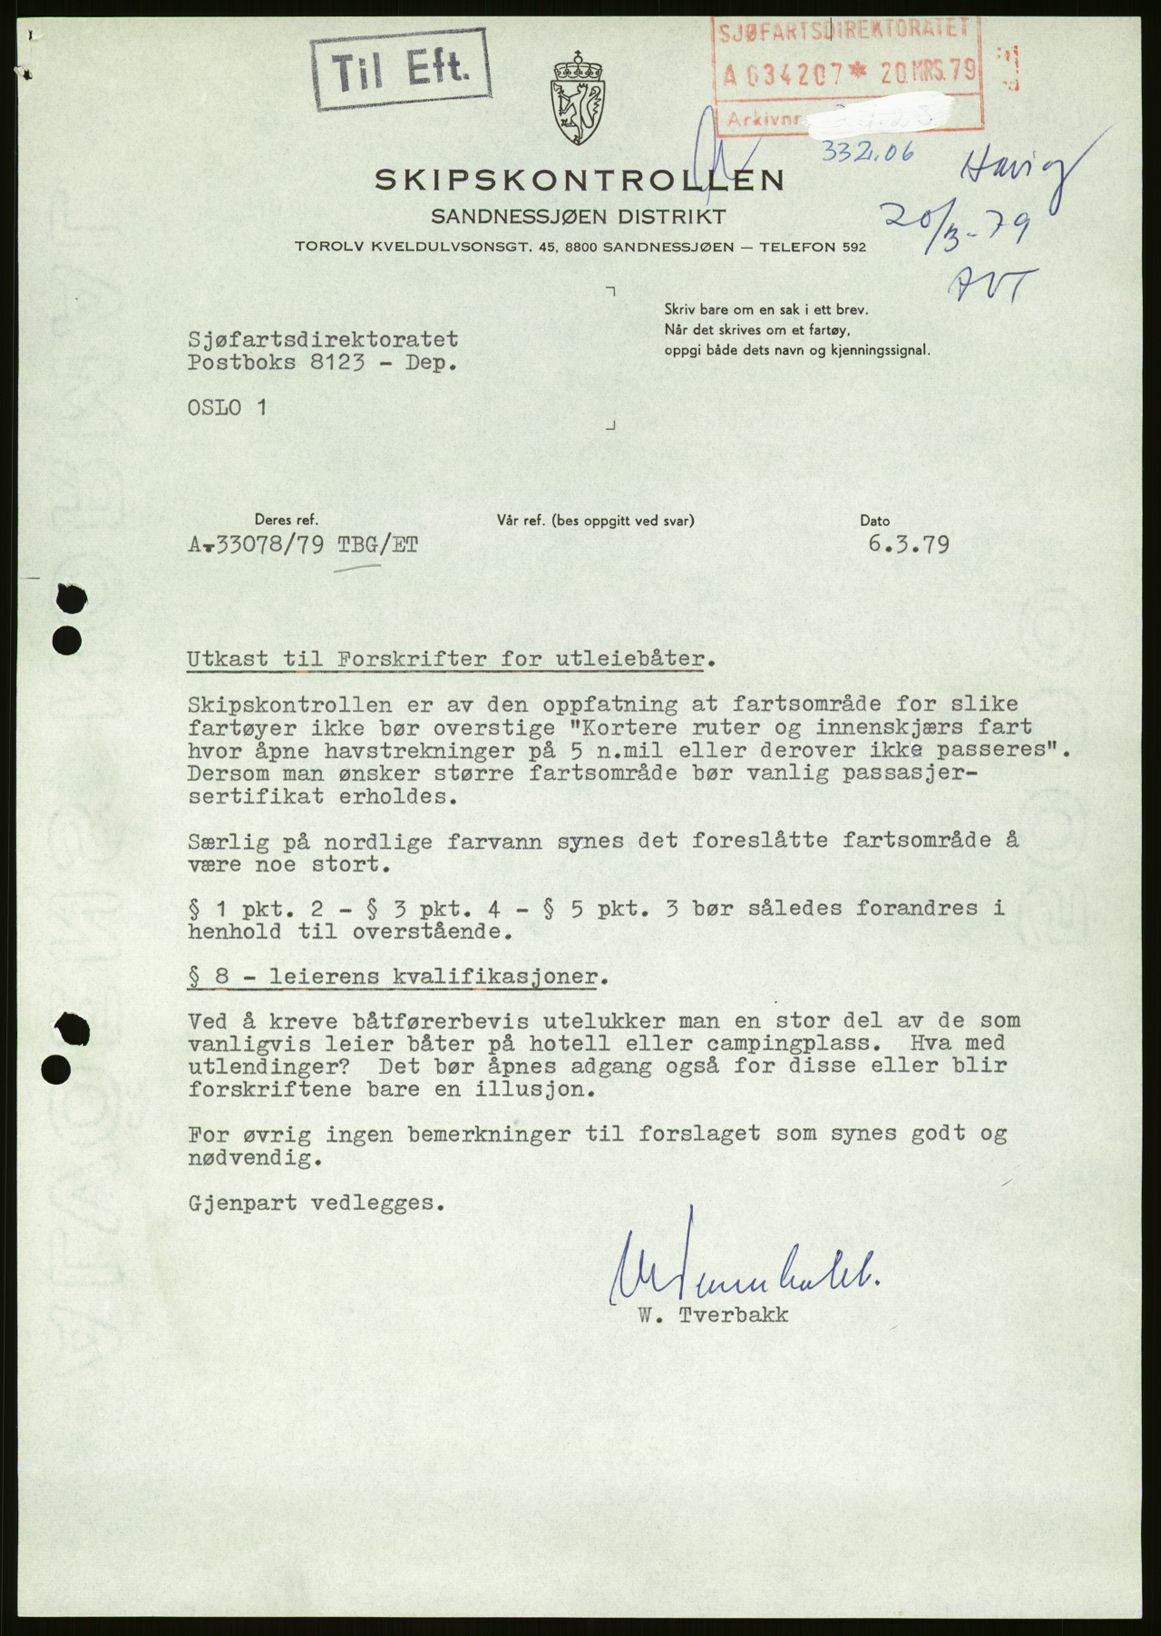 Til Eft.
SJØFARTSDIREKTORATET
A 034207* 20.MRS.79
Arkivnr.
332.06
SKIPSKONTROLLEN
SANDNESSJØEN DISTRIKT
TOROLV KVELDULVSONSGT. 45, 8800 SANDNESSJØEN — TELEFON 592
20/3-79
AVT
Skriv bare om en sak i ett brev.
Når det skrives om et fartøy,
oppgi både dets navn og kjenningssignal.
Sjøfartsdirektoratet
Postboks 8123 - Dep.
OSLO 1
Deres ref. Vår ref. (bes oppgitt ved svar) Dato
A-33078/79 TBG/ET 6.3.79
Utkast til Forskrifter for utleiebåter.
Skipskontrollen er av den oppfatning at fartsområde for slike
fartøyer ikke bør overstige "Kortere ruter og innenskjærs fart
hvor åpne havstrekninger på 5 n.mil eller derover ikke passeres".
Dersom man ønsker større fartsområde bør vanlig passasjer-
sertifikat erholdes.
Særlig på nordlige farvann synes det foreslåtte fartsområde å
være noe stort.
§ 1 pkt. 2 - § 3 pkt. 4 - § 5 pkt. 3 bør således forandres i
henhold til overstående.
§ 8 - leierens kvalifikasjoner.
Ved å kreve båtførerbevis utelukker man en stor del av de som
vanligvis leier båter på hotell eller campingplass. Hva med
utlendinger? Det bør åpnes adgang også for disse eller blir
forskriftene bare en illusjon.
For øvrig ingen bemerkninger til forslaget som synes godt og
nødvendig.
Gjenpart vedlegges.
W. Tverbakk